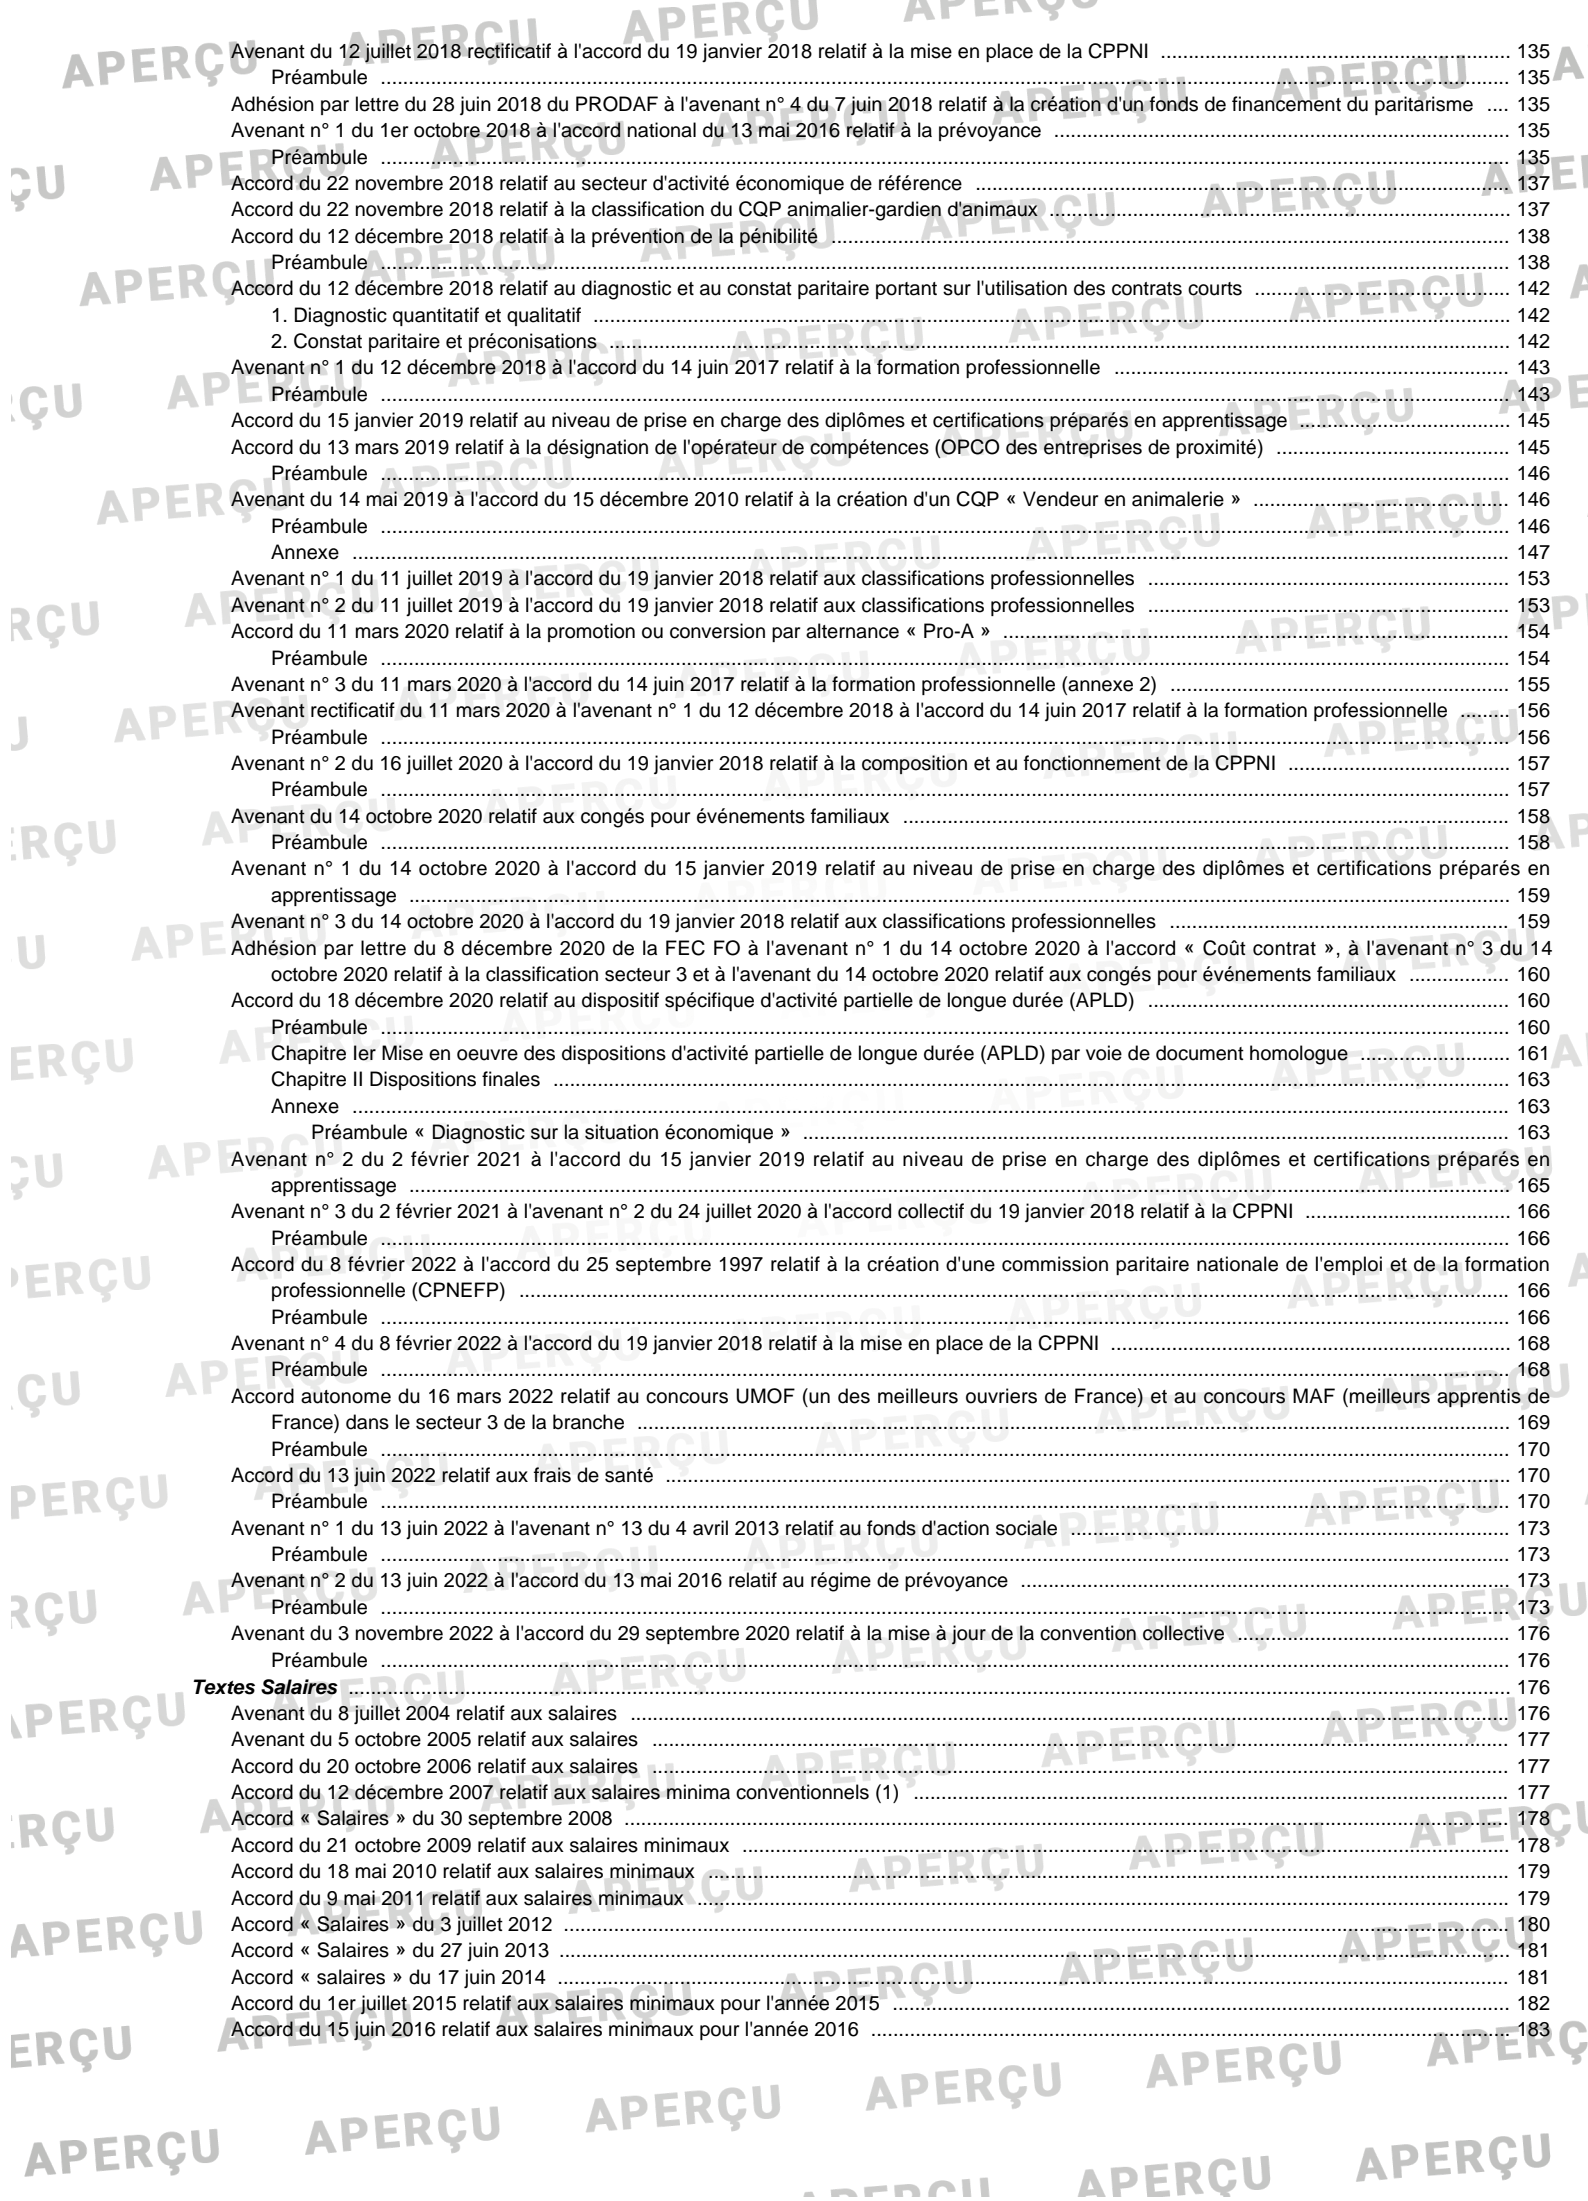 Avenant du 12 juillet 2018 rectificatif à l'accord du 19 janvier 2018 relatif à la mise en place de la CPPNI ... 135
Préambule ... 135
Adhésion par lettre du 28 juin 2018 du PRODAF à l'avenant n° 4 du 7 juin 2018 relatif à la création d'un fonds de financement du paritarisme .... 135
Avenant n° 1 du 1er octobre 2018 à l'accord national du 13 mai 2016 relatif à la prévoyance ... 135
Préambule ... 135
Accord du 22 novembre 2018 relatif au secteur d'activité économique de référence ... 137
Accord du 22 novembre 2018 relatif à la classification du CQP animalier-gardien d'animaux ... 137
Accord du 12 décembre 2018 relatif à la prévention de la pénibilité ... 138
Préambule ... 138
Accord du 12 décembre 2018 relatif au diagnostic et au constat paritaire portant sur l'utilisation des contrats courts ... 142
1. Diagnostic quantitatif et qualitatif ... 142
2. Constat paritaire et préconisations ... 142
Avenant n° 1 du 12 décembre 2018 à l'accord du 14 juin 2017 relatif à la formation professionnelle ... 143
Préambule ... 143
Accord du 15 janvier 2019 relatif au niveau de prise en charge des diplômes et certifications préparés en apprentissage ... 145
Accord du 13 mars 2019 relatif à la désignation de l'opérateur de compétences (OPCO des entreprises de proximité) ... 145
Préambule ... 146
Avenant du 14 mai 2019 à l'accord du 15 décembre 2010 relatif à la création d'un CQP « Vendeur en animalerie » ... 146
Préambule ... 146
Annexe ... 147
Avenant n° 1 du 11 juillet 2019 à l'accord du 19 janvier 2018 relatif aux classifications professionnelles ... 153
Avenant n° 2 du 11 juillet 2019 à l'accord du 19 janvier 2018 relatif aux classifications professionnelles ... 153
Accord du 11 mars 2020 relatif à la promotion ou conversion par alternance « Pro-A » ... 154
Préambule ... 154
Avenant n° 3 du 11 mars 2020 à l'accord du 14 juin 2017 relatif à la formation professionnelle (annexe 2) ... 155
Avenant rectificatif du 11 mars 2020 à l'avenant n° 1 du 12 décembre 2018 à l'accord du 14 juin 2017 relatif à la formation professionnelle ... 156
Préambule ... 156
Avenant n° 2 du 16 juillet 2020 à l'accord du 19 janvier 2018 relatif à la composition et au fonctionnement de la CPPNI ... 157
Préambule ... 157
Avenant du 14 octobre 2020 relatif aux congés pour événements familiaux ... 158
Préambule ... 158
Avenant n° 1 du 14 octobre 2020 à l'accord du 15 janvier 2019 relatif au niveau de prise en charge des diplômes et certifications préparés en
apprentissage ... 159
Avenant n° 3 du 14 octobre 2020 à l'accord du 19 janvier 2018 relatif aux classifications professionnelles ... 159
Adhésion par lettre du 8 décembre 2020 de la FEC FO à l'avenant n° 1 du 14 octobre 2020 à l'accord « Coût contrat », à l'avenant n° 3 du 14
octobre 2020 relatif à la classification secteur 3 et à l'avenant du 14 octobre 2020 relatif aux congés pour événements familiaux ... 160
Accord du 18 décembre 2020 relatif au dispositif spécifique d'activité partielle de longue durée (APLD) ... 160
Préambule ... 160
Chapitre Ier Mise en oeuvre des dispositions d'activité partielle de longue durée (APLD) par voie de document homologue ... 161
Chapitre II Dispositions finales ... 163
Annexe ... 163
Préambule « Diagnostic sur la situation économique » ... 163
Avenant n° 2 du 2 février 2021 à l'accord du 15 janvier 2019 relatif au niveau de prise en charge des diplômes et certifications préparés en
apprentissage ... 165
Avenant n° 3 du 2 février 2021 à l'avenant n° 2 du 24 juillet 2020 à l'accord collectif du 19 janvier 2018 relatif à la CPPNI ... 166
Préambule ... 166
Accord du 8 février 2022 à l'accord du 25 septembre 1997 relatif à la création d'une commission paritaire nationale de l'emploi et de la formation
professionnelle (CPNEFP) ... 166
Préambule ... 166
Avenant n° 4 du 8 février 2022 à l'accord du 19 janvier 2018 relatif à la mise en place de la CPPNI ... 168
Préambule ... 168
Accord autonome du 16 mars 2022 relatif au concours UMOF (un des meilleurs ouvriers de France) et au concours MAF (meilleurs apprentis de
France) dans le secteur 3 de la branche ... 169
Préambule ... 170
Accord du 13 juin 2022 relatif aux frais de santé ... 170
Préambule ... 170
Avenant n° 1 du 13 juin 2022 à l'avenant n° 13 du 4 avril 2013 relatif au fonds d'action sociale ... 173
Préambule ... 173
Avenant n° 2 du 13 juin 2022 à l'accord du 13 mai 2016 relatif au régime de prévoyance ... 173
Préambule ... 173
Avenant du 3 novembre 2022 à l'accord du 29 septembre 2020 relatif à la mise à jour de la convention collective ... 176
Préambule ... 176
Textes Salaires ... 176
Avenant du 8 juillet 2004 relatif aux salaires ... 176
Avenant du 5 octobre 2005 relatif aux salaires ... 177
Accord du 20 octobre 2006 relatif aux salaires ... 177
Accord du 12 décembre 2007 relatif aux salaires minima conventionnels (1) ... 177
Accord « Salaires » du 30 septembre 2008 ... 178
Accord du 21 octobre 2009 relatif aux salaires minimaux ... 178
Accord du 18 mai 2010 relatif aux salaires minimaux ... 179
Accord du 9 mai 2011 relatif aux salaires minimaux ... 179
Accord « Salaires » du 3 juillet 2012 ... 180
Accord « Salaires » du 27 juin 2013 ... 181
Accord « salaires » du 17 juin 2014 ... 181
Accord du 1er juillet 2015 relatif aux salaires minimaux pour l'année 2015 ... 182
Accord du 15 juin 2016 relatif aux salaires minimaux pour l'année 2016 ... 183
APERÇU